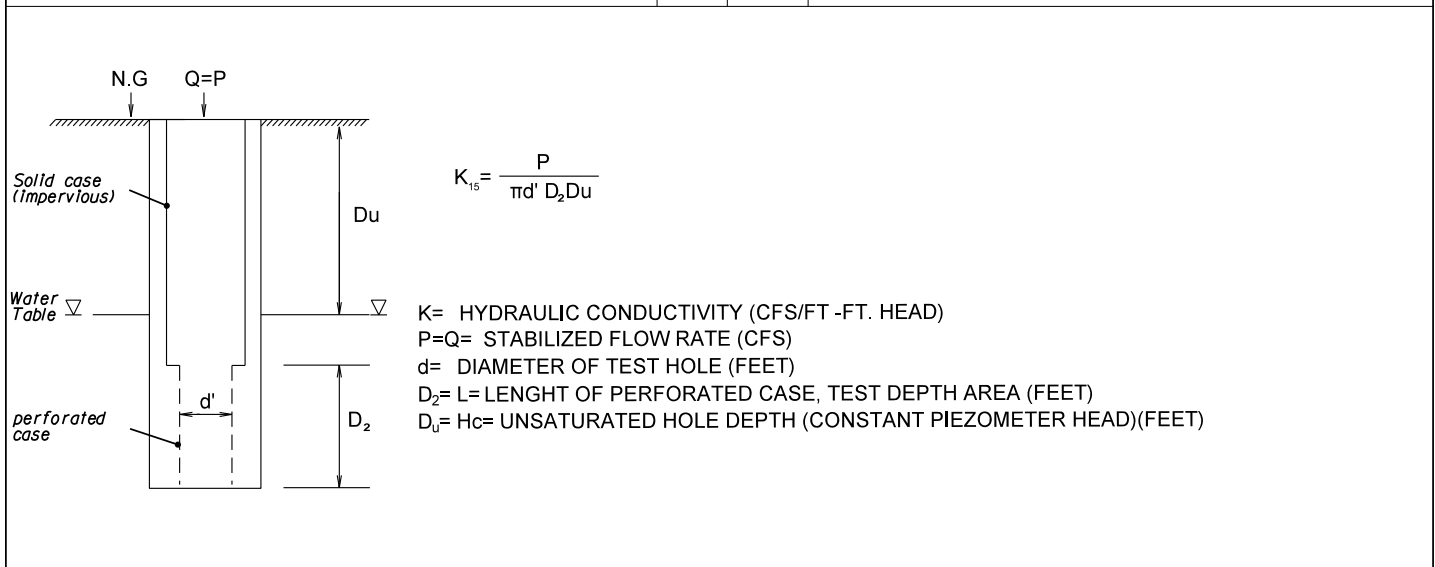 N.G Q=P
Solid case
(impervious)
Du
K₁₅= P
πd' D₂Du
Water
Table
K= HYDRAULIC CONDUCTIVITY (CFS/FT -FT. HEAD)
P=Q= STABILIZED FLOW RATE (CFS)
d= DIAMETER OF TEST HOLE (FEET)
D₂= L= LENGHT OF PERFORATED CASE, TEST DEPTH AREA (FEET)
Dᵤ= Hc= UNSATURATED HOLE DEPTH (CONSTANT PIEZOMETER HEAD)(FEET)
d'
D₂
perforated
case